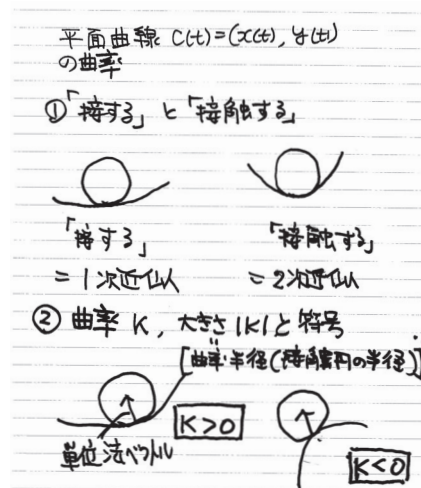 平面曲線 C(t)=(x(t), y(t))
の曲率
①「接する」と「接触する」
「接する」
「接触する」
=1次近似
=2次近似
② 曲率 K, 大きさ |K| と 符号
=
[曲率半径(接触円の半径)]
K>0
単位法ベクトル
K<0